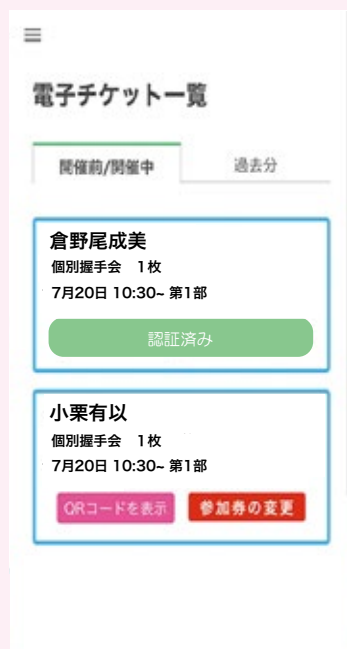 電子チケット一覧
開催前/開催中 過去分
倉野尾成美
個別握手会 1枚
7月20日 10:30~ 第1部
認証済み
小栗有以
個別握手会 1枚
7月20日 10:30~ 第1部
QRコードを表示 参加券の変更